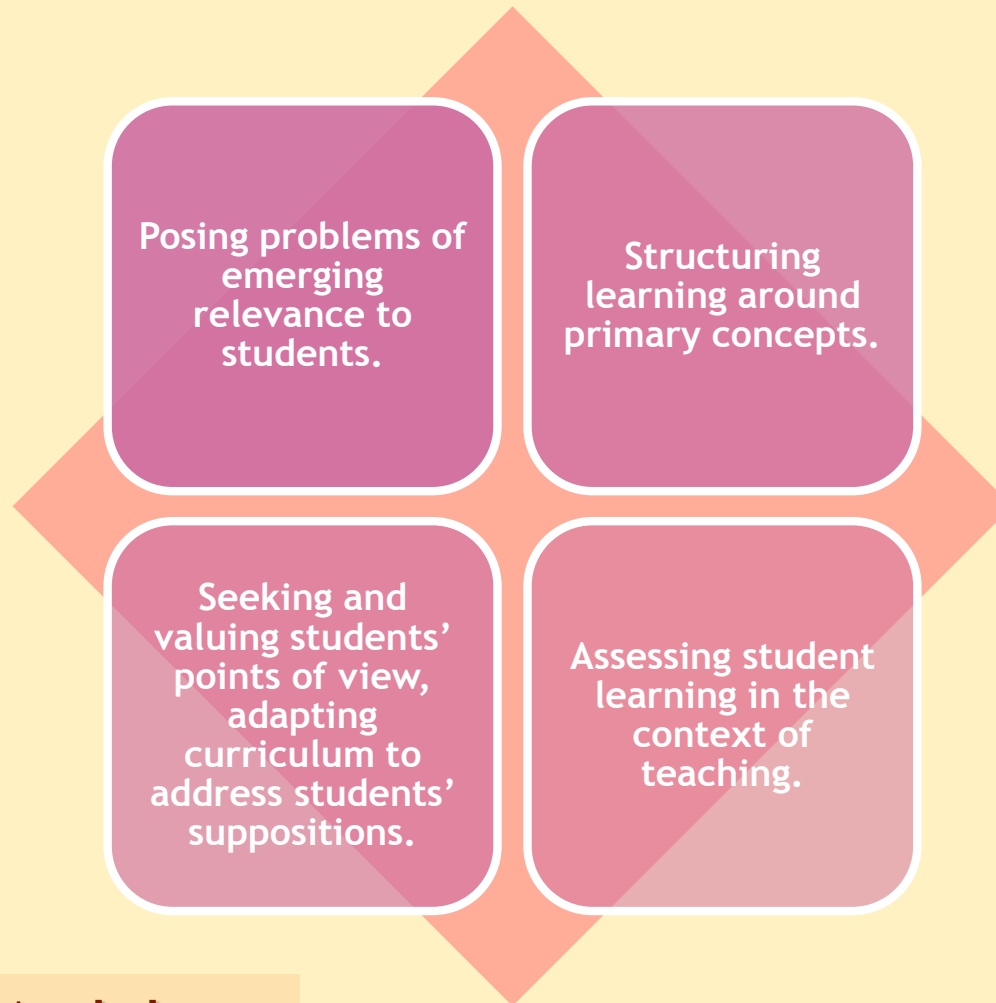 Posing problems of
emerging
relevance to
students.
Structuring
learning around
primary concepts.
Seeking and
valuing students’
points of view,
adapting
curriculum to
address students’
suppositions.
Assessing student
learning in the
context of
teaching.